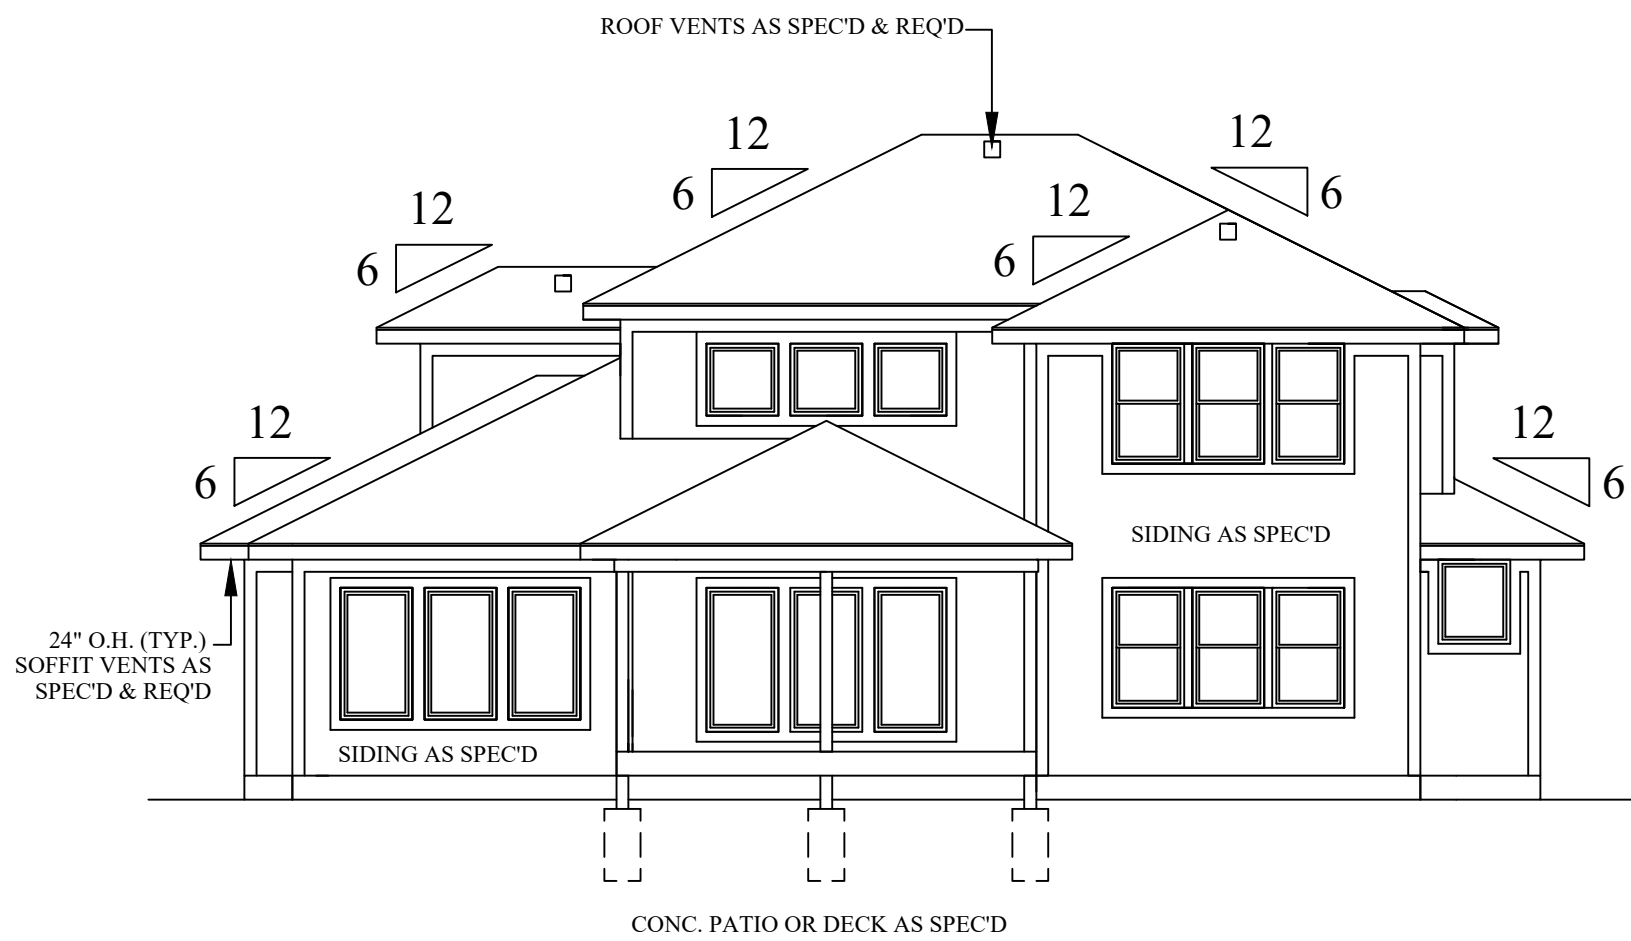 ROOF VENTS AS SPEC'D & REQ'D
12
6
12
6
12
6
12
6
12
6
12
6
SIDING AS SPEC'D
24" O.H. (TYP.)
SOFFIT VENTS AS
SPEC'D & REQ'D
SIDING AS SPEC'D
CONC. PATIO OR DECK AS SPEC'D